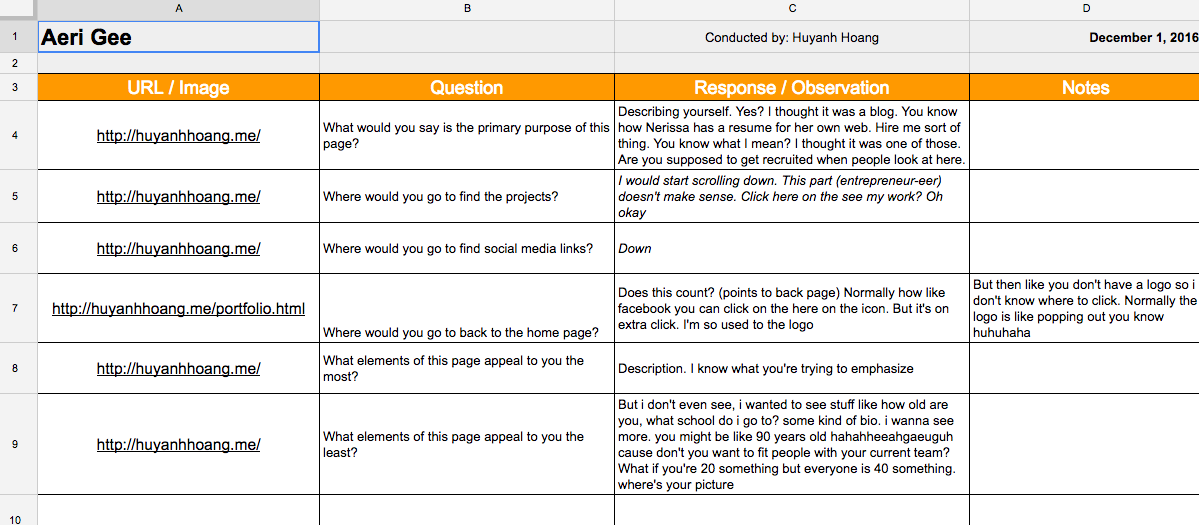 A B C D
1 Aeri Gee Conducted by: Huyanh Hoang December 1, 2016
2
3 URL / Image Question Response / Observation Notes
4 http://huyanhhoang.me/
What would you say is the primary purpose of this
page?
Describing yourself. Yes? I thought it was a blog. You know
how Nerissa has a resume for her own web. Hire me sort of
thing. You know what I mean? I thought it was one of those.
Are you supposed to get recruited when people look at here.
5 http://huyanhhoang.me/
Where would you go to find the projects?
I would start scrolling down. This part (entrepreneur-eer)
doesn't make sense. Click here on the see my work? Oh
okay
6 http://huyanhhoang.me/
Where would you go to find social media links?
Down
7 http://huyanhhoang.me/portfolio.html
Where would you go to back to the home page?
Does this count? (points to back page) Normally how like
facebook you can click on the here on the icon. But it's on
extra click. I'm so used to the logo
But then like you don't have a logo so i
don't know where to click. Normally the
logo is like popping out you know
huhuhaha
8 http://huyanhhoang.me/
What elements of this page appeal to you the
most?
Description. I know what you're trying to emphasize
9 http://huyanhhoang.me/
What elements of this page appeal to you the
least?
But i don't even see, i wanted to see stuff like how old are
you, what school do i go to? some kind of bio. i wanna see
more. you might be like 90 years old hahahheeahgaeuguh
cause don't you want to fit people with your current team?
What if you're 20 something but everyone is 40 something.
where's your picture
10